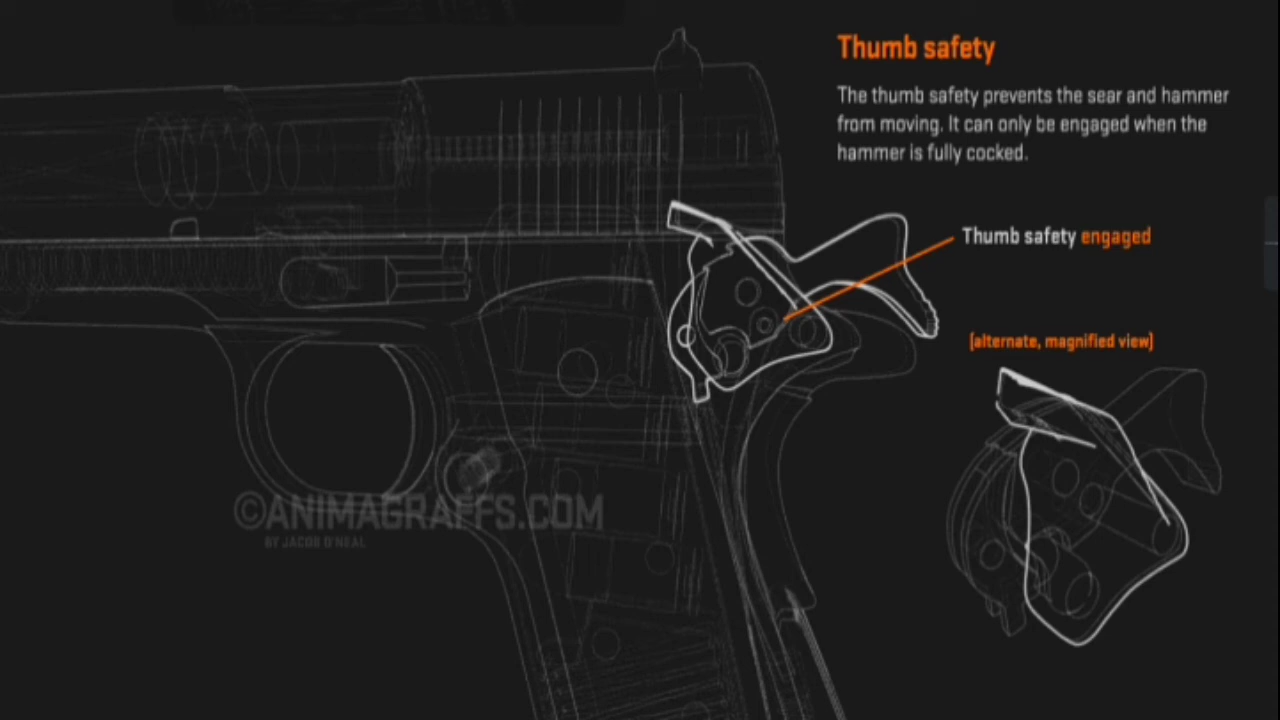 Thumb safety
The thumb safety prevents the sear and hammer
from moving. It can only be engaged when the
hammer is fully cocked.
Thumb safety engaged
(alternate, magnified view)
©ANIMAGRAFFS.COM
BY JACOB O'NEAL